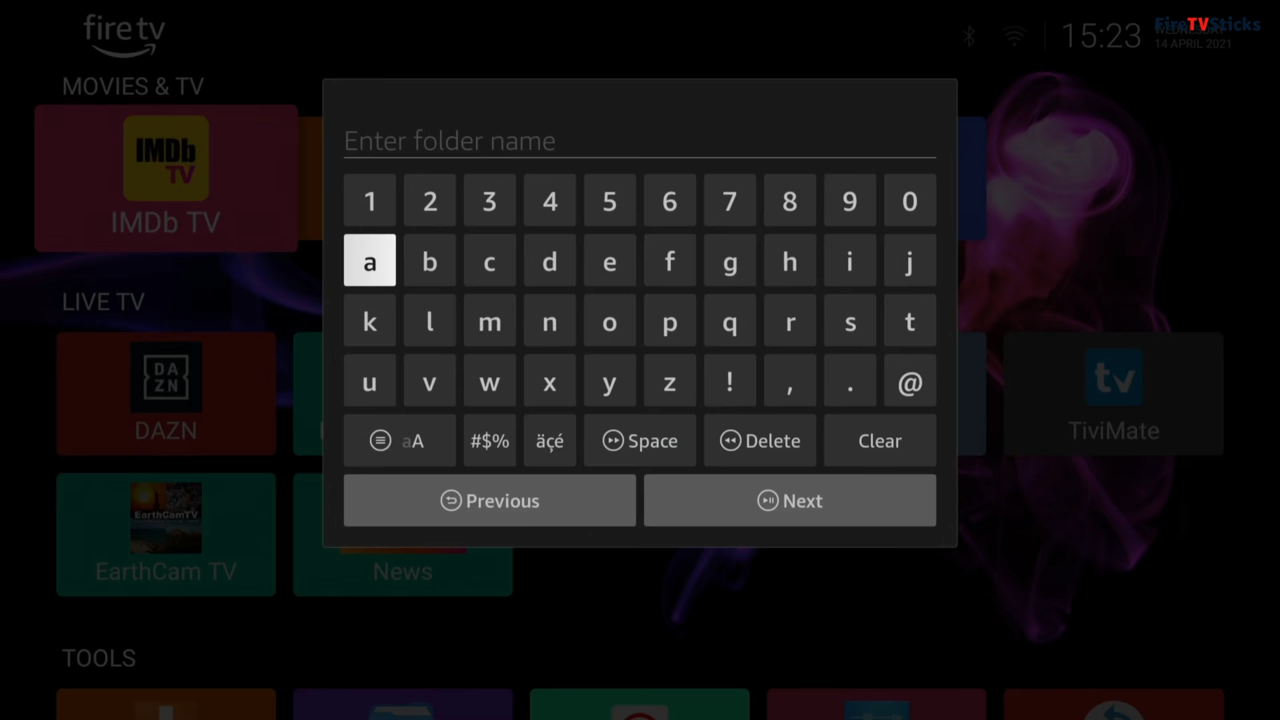 fire tv
15:23
FireTVSticks
WEDNESDAY
14 APRIL 2021
MOVIES & TV
IMDb
TV
IMDb TV
Enter folder name
1 2 3 4 5 6 7 8 9 0
a b c d e f g h i j
k l m n o p q r s t
u v w x y z ! , . @
aA #$% äçé Space Delete Clear
Previous Next
LIVE TV
DA
ZN
DAZN
tv
TiviMate
EarthCamTV
EarthCam TV
News
TOOLS